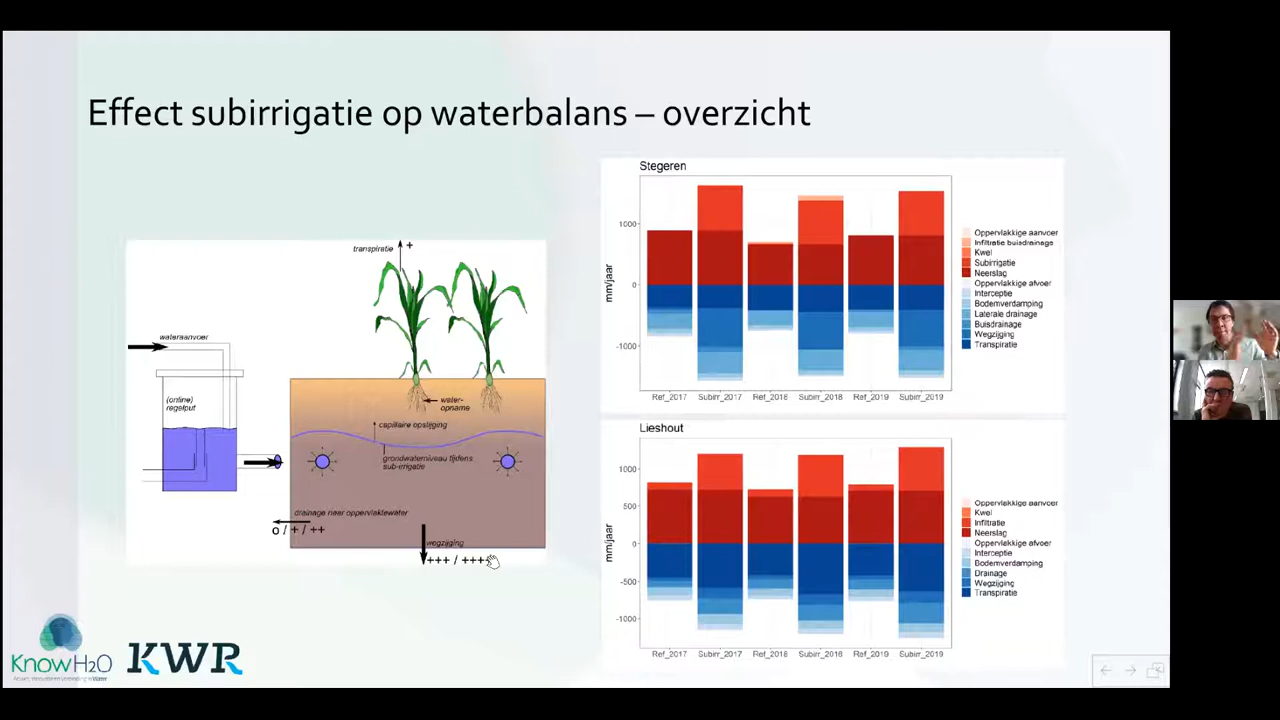 Effect subirrigatie op waterbalans – overzicht
transpiratie
+
wateraanvoer
(online)
regelput
water-
opname
capillaire opstijging
grondwaterniveau tijdens
sub-irrigatie
drainage naar oppervlaktewater
o / + / ++
wegzijging
+++ / ++++
Stegeren
mm/jaar
1000
0
-1000
Ref_2017
Subirr_2017
Ref_2018
Subirr_2018
Ref_2019
Subirr_2019
Oppervlakkige aanvoer
Infiltratie buisdrainage
Kwel
Subirrigatie
Neerslag
Oppervlakkige afvoer
Interceptie
Bodemverdamping
Laterale drainage
Buisdrainage
Wegzijging
Transpiratie
Lieshout
mm/jaar
1000
500
0
-500
-1000
Ref_2017
Subirr_2017
Ref_2018
Subirr_2018
Ref_2019
Subirr_2019
Oppervlakkige aanvoer
Kwel
Infiltratie
Neerslag
Oppervlakkige afvoer
Interceptie
Bodemverdamping
Drainage
Wegzijging
Transpiratie
KnowH2O
KWR